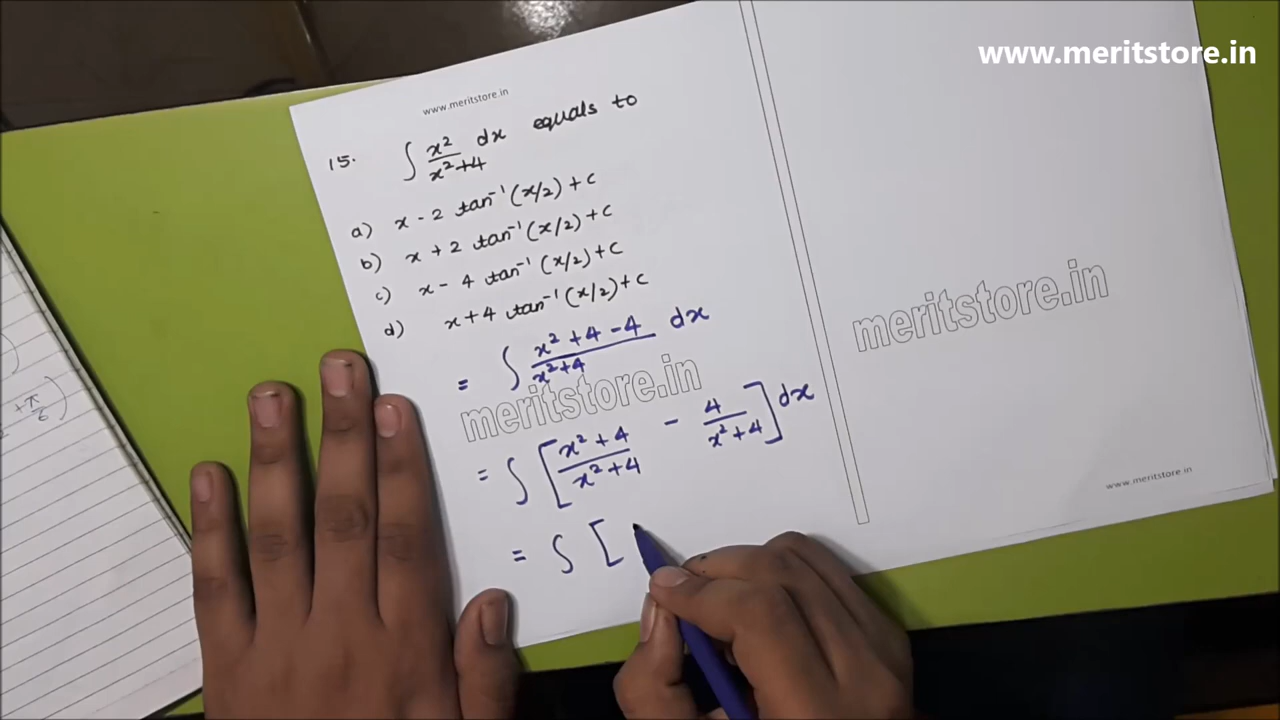 www.meritstore.in
www.meritstore.in
15. ∫ x²/(x²+4) dx equals to
a) x - 2 tan⁻¹(x/2) + C
b) x + 2 tan⁻¹(x/2) + C
c) x - 4 tan⁻¹(x/2) + C
d) x + 4 tan⁻¹(x/2) + C
= ∫ (x²+4-4)/(x²+4) dx
meritstore.in
= ∫ [(x²+4)/(x²+4) - 4/(x²+4)] dx
= ∫ [
meritstore.in
www.meritstore.in
+π/6)